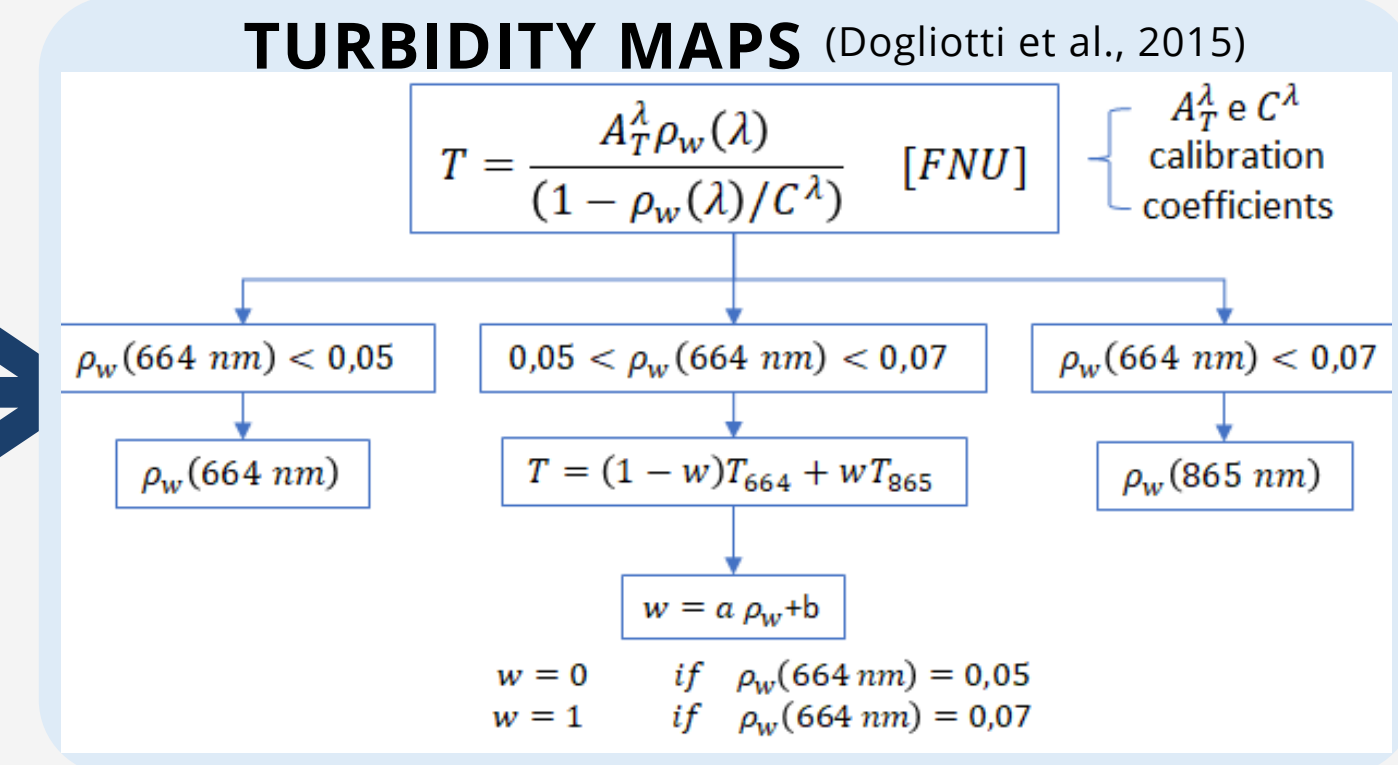 TURBIDITY MAPS (Dogliotti et al., 2015)
T = A_T^λ ρ_w(λ) / (1 − ρ_w(λ)/C^λ) [FNU]
A_T^λ e C^λ
calibration
coefficients
ρ_w(664 nm) < 0,05
0,05 < ρ_w(664 nm) < 0,07
ρ_w(664 nm) < 0,07
ρ_w(664 nm)
T = (1 − w)T_664 + wT_865
ρ_w(865 nm)
w = a ρ_w+b
w = 0 if ρ_w(664 nm) = 0,05
w = 1 if ρ_w(664 nm) = 0,07